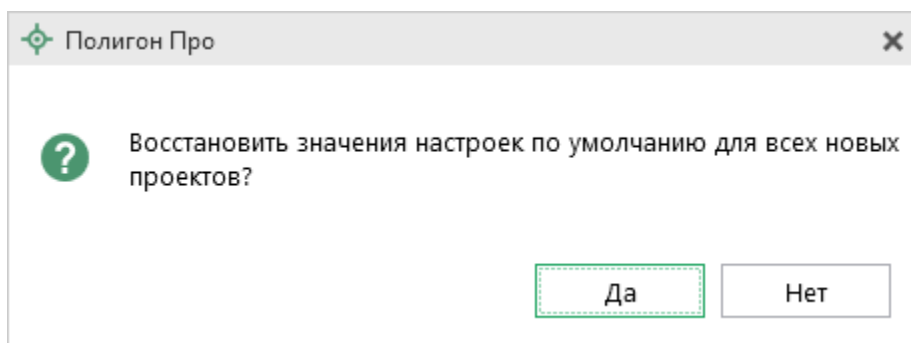 Полигон Про
Восстановить значения настроек по умолчанию для всех новых
проектов?
Да
Нет